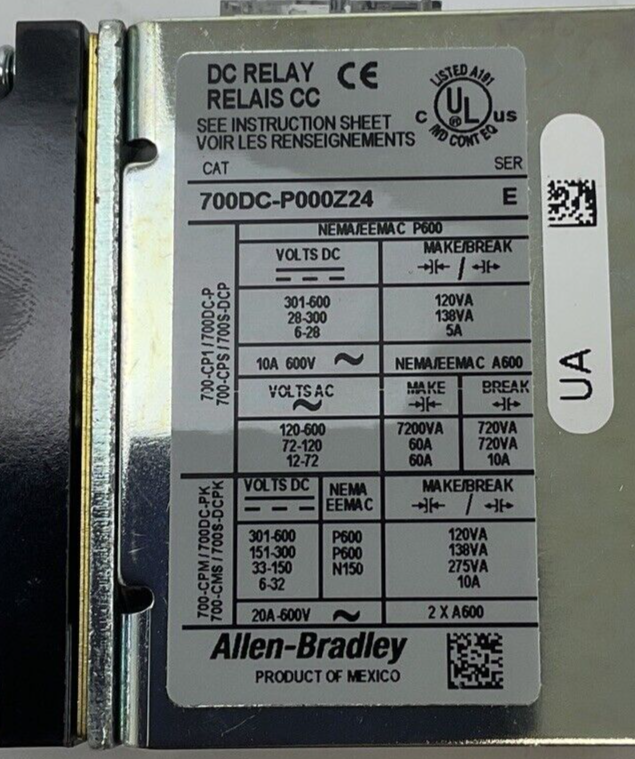 DC RELAY CE
RELAIS CC
LISTED A191
C UL ® US
IND CONT EQ
SEE INSTRUCTION SHEET
VOIR LES RENSEIGNEMENTS
CAT SER
700DC-P000Z24 E
700-CP1 / 700DC-P
700-CPS / 700S-DCP
NEMA/EEMAC P600
VOLTS DC MAKE/BREAK
/
301-600 120VA
28-300 138VA
6-28 5A
10A 600V ~ NEMA/EEMAC A600
VOLTS AC MAKE BREAK
~
120-600 7200VA 720VA
72-120 60A 720VA
12-72 60A 10A
700-CPM / 700DC-PK
700-CMS / 700S-DCPK
VOLTS DC NEMA MAKE/BREAK
EEMAC /
301-600 P600 120VA
151-300 P600 138VA
33-150 N150 275VA
6-32 10A
20A-600V ~ 2 X A600
Allen-Bradley
PRODUCT OF MEXICO
UA